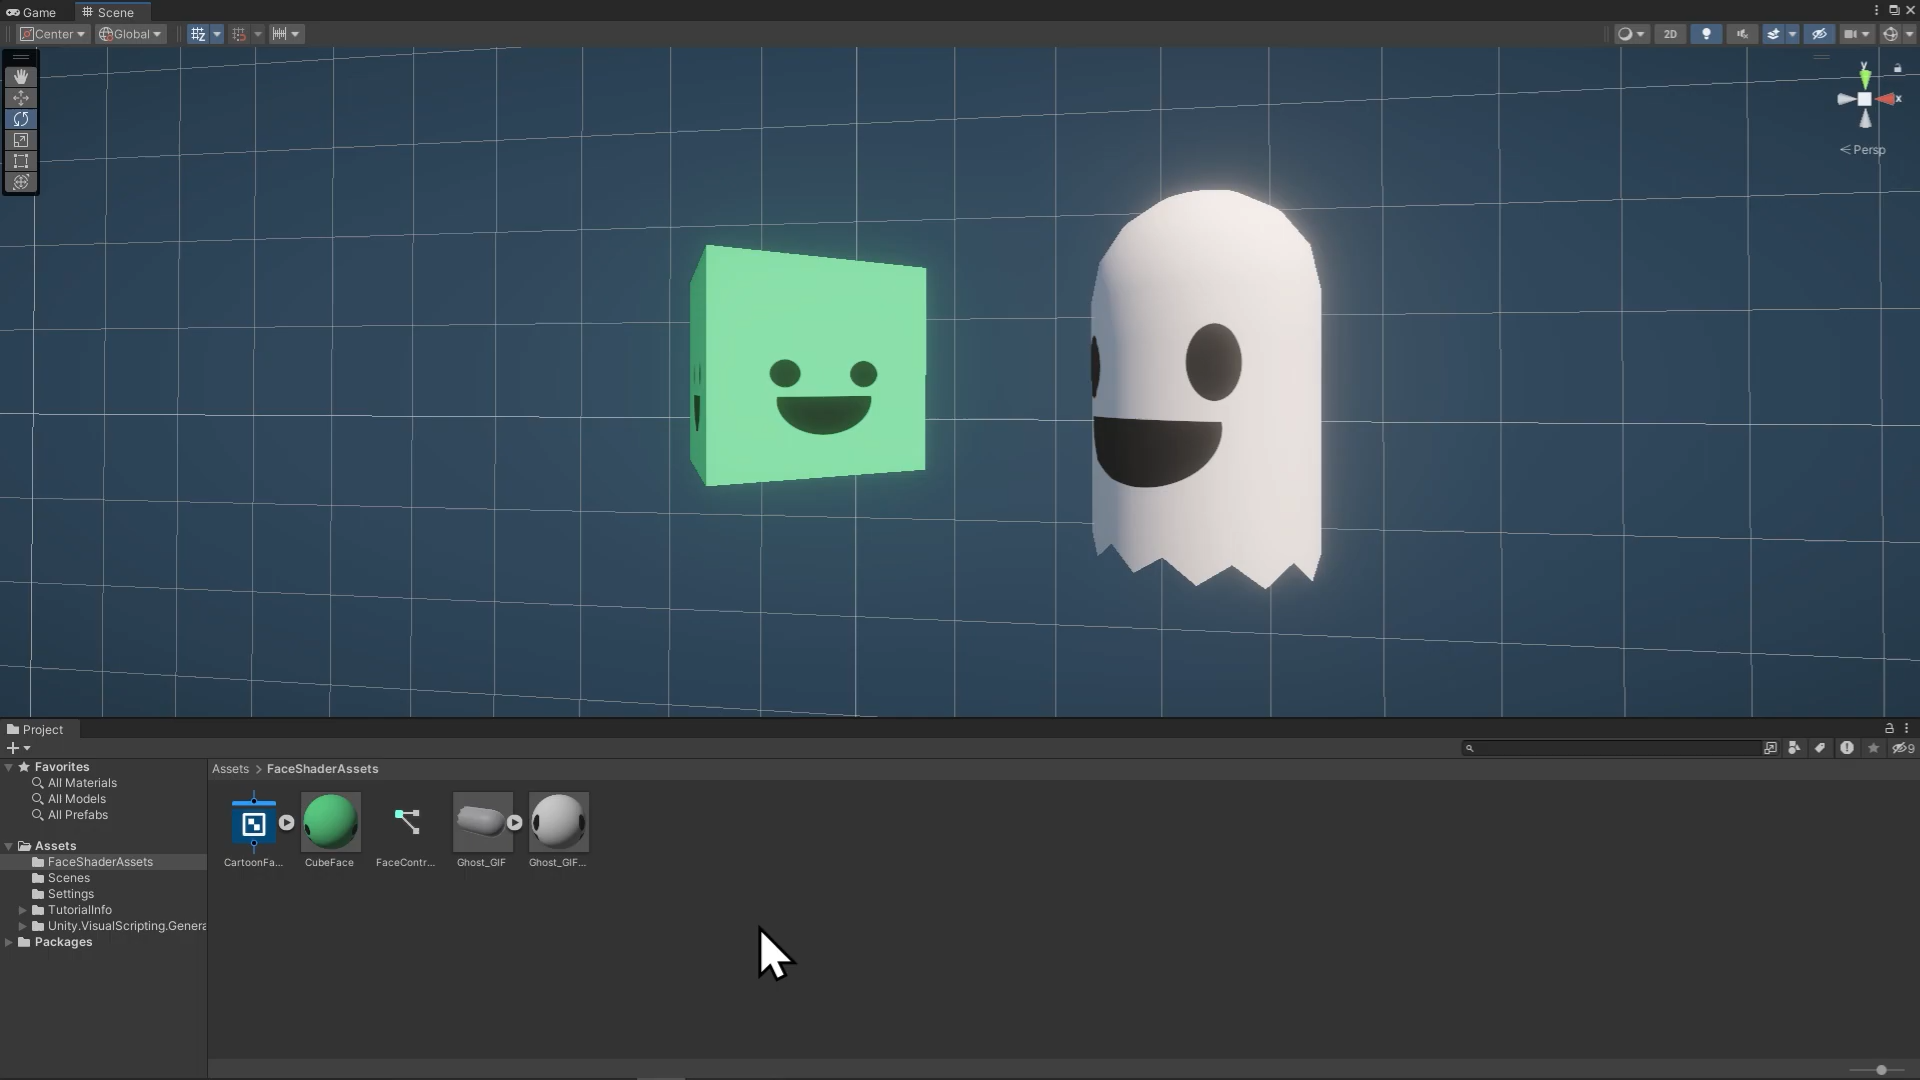 Game
Scene
Center
Global
2D
y
x
Persp
Project
9
Favorites
All Materials
All Models
All Prefabs
Assets
FaceShaderAssets
Scenes
Settings
TutorialInfo
Unity.VisualScripting.Genera
Packages
Assets > FaceShaderAssets
CartoonFa...
CubeFace
FaceContr...
Ghost_GIF
Ghost_GIF...